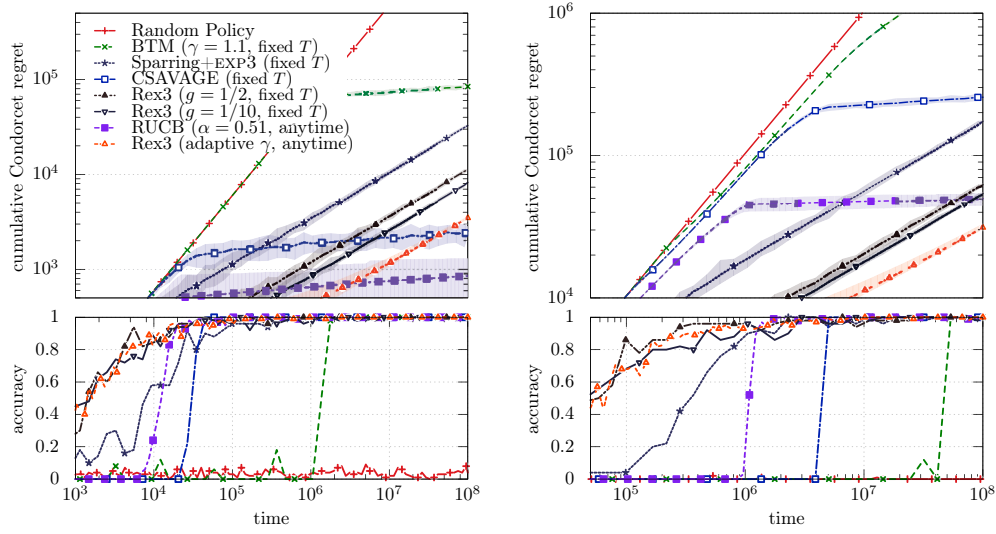 cumulative Condorcet regret
10^5
10^4
10^3
Random Policy
BTM (γ = 1.1, fixed T)
Sparring+EXP3 (fixed T)
CSAVAGE (fixed T)
Rex3 (g = 1/2, fixed T)
Rex3 (g = 1/10, fixed T)
RUCB (α = 0.51, anytime)
Rex3 (adaptive γ, anytime)
accuracy
1
0.8
0.6
0.4
0.2
0
10^3 10^4 10^5 10^6 10^7 10^8
time
cumulative Condorcet regret
10^6
10^5
10^4
accuracy
1
0.8
0.6
0.4
0.2
0
10^5 10^6 10^7 10^8
time